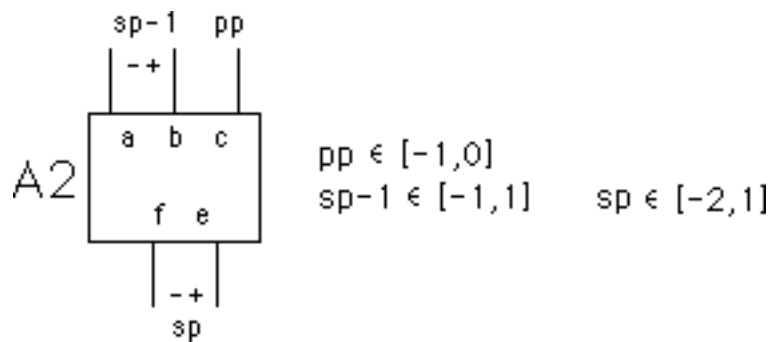 sp-1 pp
- +
a b c
A2
pp ϵ [-1,0]
sp-1 ϵ [-1,1] sp ϵ [-2,1]
f e
- +
sp